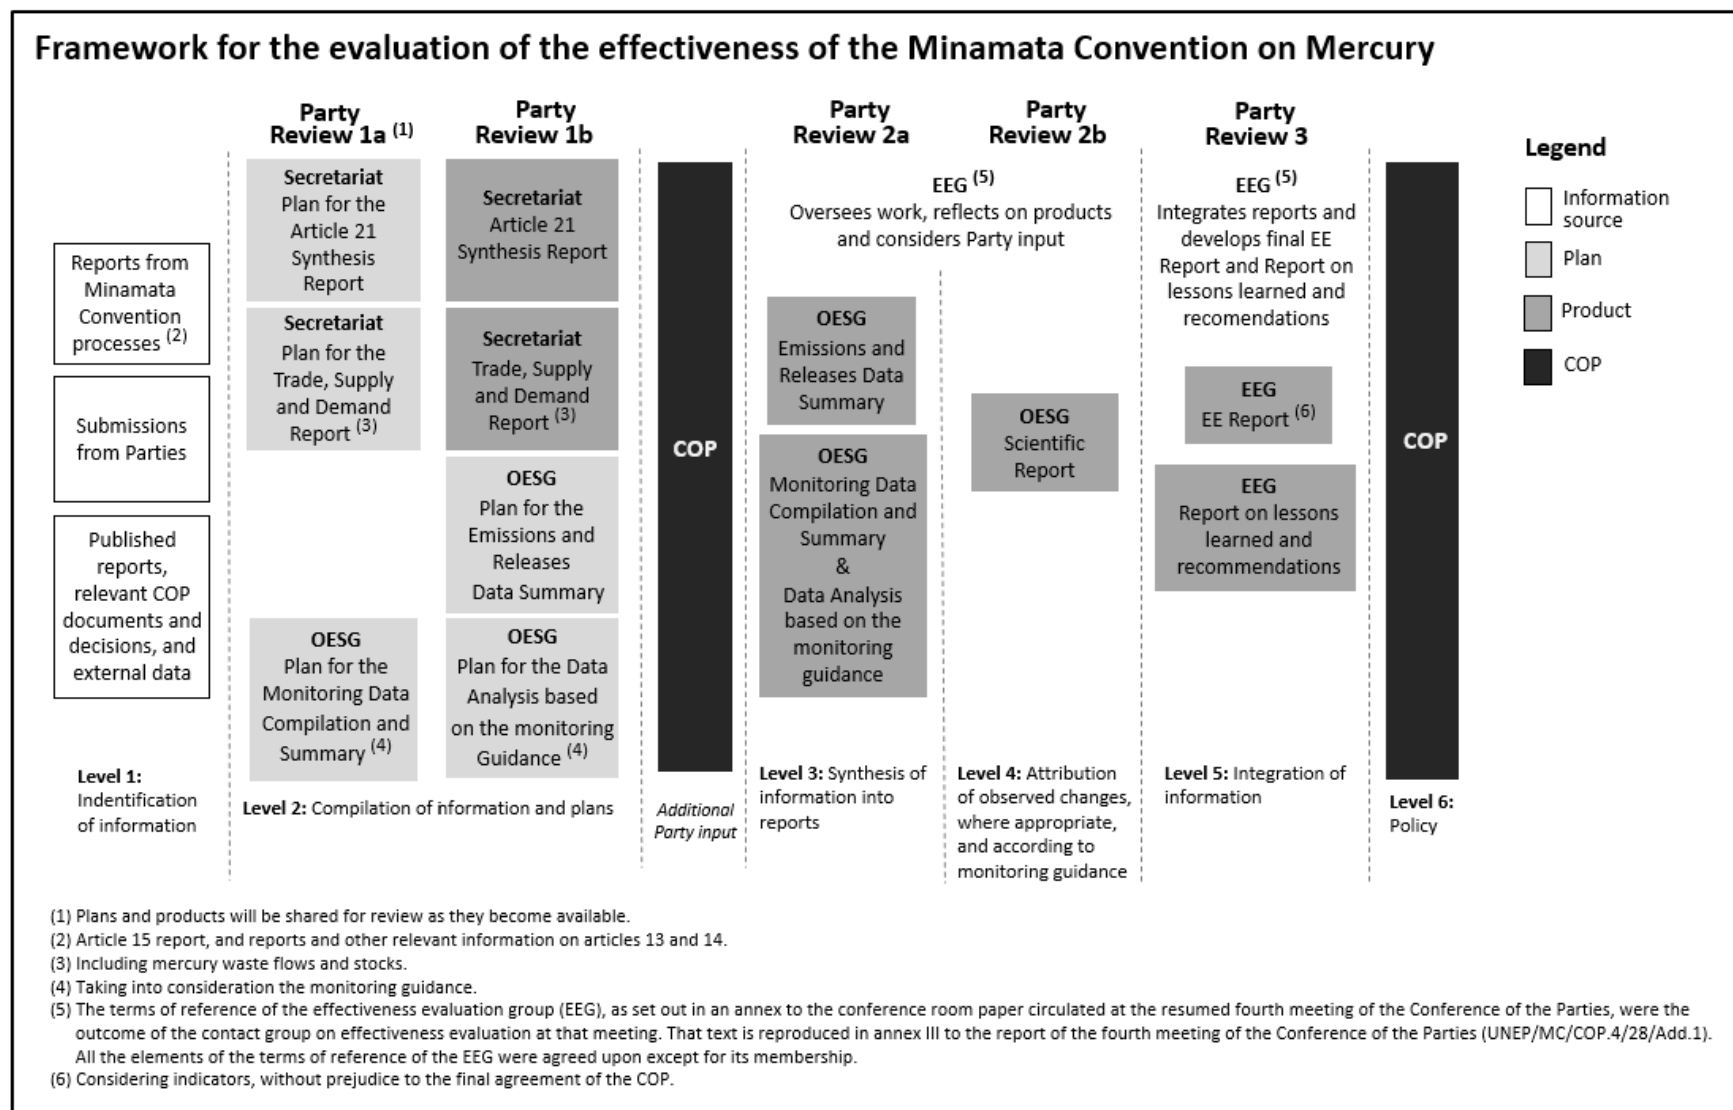 Framework for the evaluation of the effectiveness of the Minamata Convention on Mercury
Reports from
Minamata
Convention
processes (2)
Submissions
from Parties
Published
reports,
relevant COP
documents and
decisions, and
external data
Level 1:
Indentification
of information
Party
Review 1a (1)
Secretariat
Plan for the
Article 21
Synthesis
Report
Secretariat
Plan for the
Trade, Supply
and Demand
Report (3)
OESG
Plan for the
Monitoring Data
Compilation and
Summary (4)
Party
Review 1b
Secretariat
Article 21
Synthesis Report
Secretariat
Trade, Supply
and Demand
Report (3)
OESG
Plan for the
Emissions and
Releases
Data Summary
OESG
Plan for the Data
Analysis based
on the monitoring
Guidance (4)
Level 2: Compilation of information and plans
COP
Additional
Party input
Party
Review 2a
Party
Review 2b
EEG (5)
Oversees work, reflects on products
and considers Party input
OESG
Emissions and
Releases Data
Summary
OESG
Monitoring Data
Compilation and
Summary
&
Data Analysis
based on the
monitoring
guidance
Level 3: Synthesis of
information into
reports
OESG
Scientific
Report
Level 4: Attribution
of observed changes,
where appropriate,
and according to
monitoring guidance
Party
Review 3
EEG (5)
Integrates reports and
develops final EE
Report and Report on
lessons learned and
recomendations
EEG
EE Report (6)
EEG
Report on lessons
learned and
recommendations
Level 5: Integration of
information
COP
Level 6:
Policy
Legend
Information
source
Plan
Product
COP
(1) Plans and products will be shared for review as they become available.
(2) Article 15 report, and reports and other relevant information on articles 13 and 14.
(3) Including mercury waste flows and stocks.
(4) Taking into consideration the monitoring guidance.
(5) The terms of reference of the effectiveness evaluation group (EEG), as set out in an annex to the conference room paper circulated at the resumed fourth meeting of the Conference of the Parties, were the
outcome of the contact group on effectiveness evaluation at that meeting. That text is reproduced in annex III to the report of the fourth meeting of the Conference of the Parties (UNEP/MC/COP.4/28/Add.1).
All the elements of the terms of reference of the EEG were agreed upon except for its membership.
(6) Considering indicators, without prejudice to the final agreement of the COP.